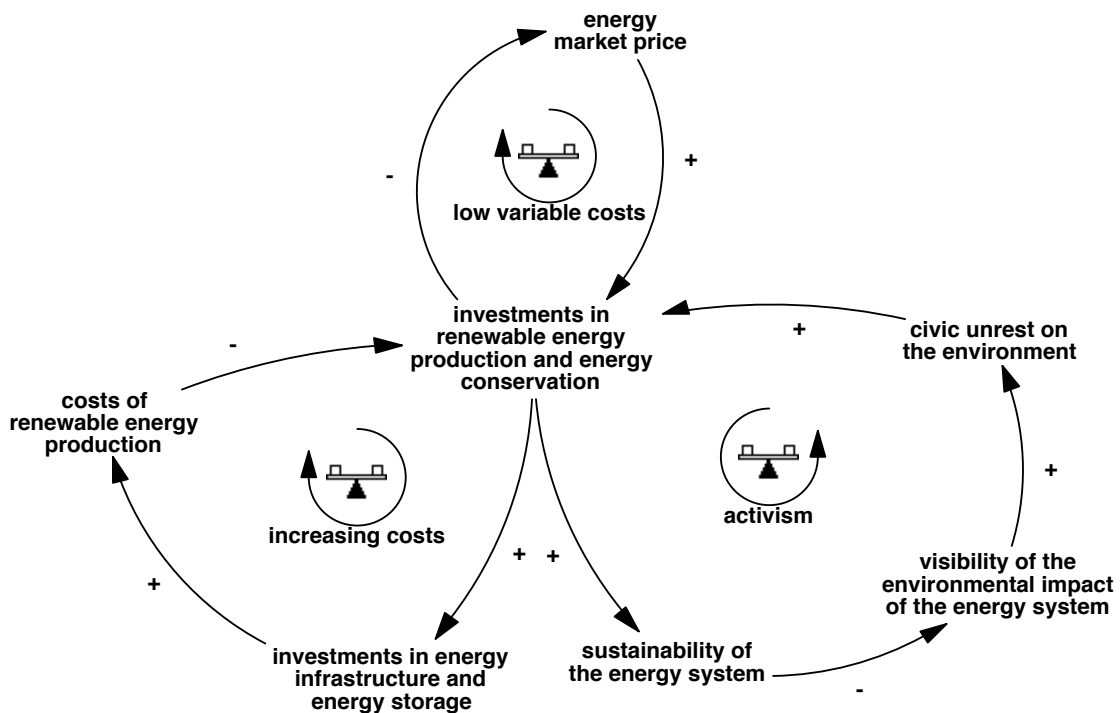 energy
market price
-
+
low variable costs
investments in
renewable energy
production and energy
conservation
+
civic unrest on
the environment
-
costs of
renewable energy
production
increasing costs
activism
+
+
+
+
visibility of the
environmental impact
of the energy system
investments in energy
infrastructure and
energy storage
sustainability of
the energy system
-